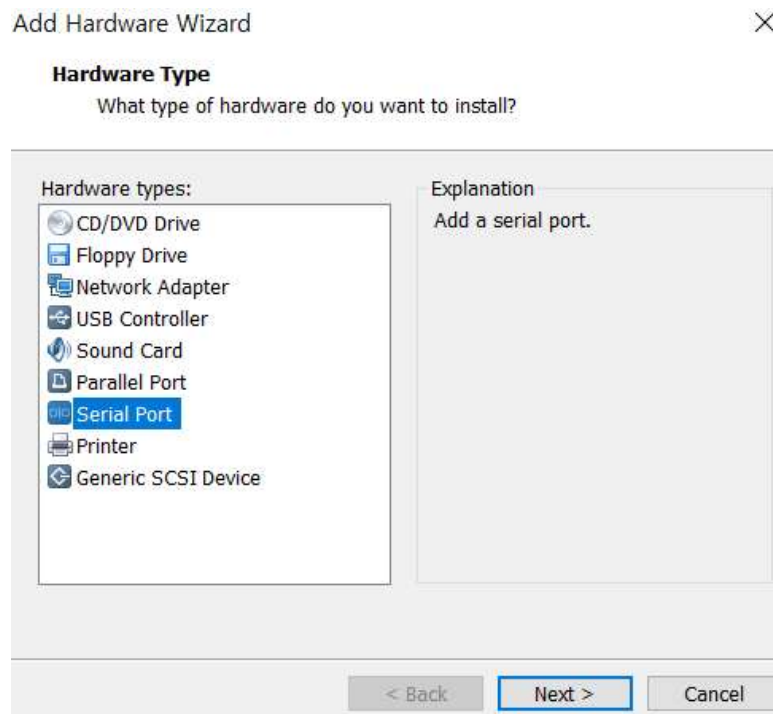 Add Hardware Wizard
Hardware Type
What type of hardware do you want to install?
Hardware types:
CD/DVD Drive
Floppy Drive
Network Adapter
USB Controller
Sound Card
Parallel Port
Serial Port
Printer
Generic SCSI Device
Explanation
Add a serial port.
< Back
Next >
Cancel